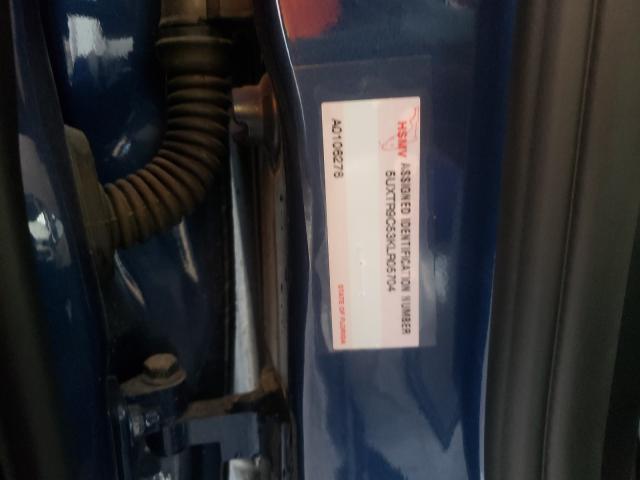 HSMV ASSIGNED IDENTIFICATION NUMBER
5UXTR9C53KLR05704
A0106276
STATE OF FLORIDA